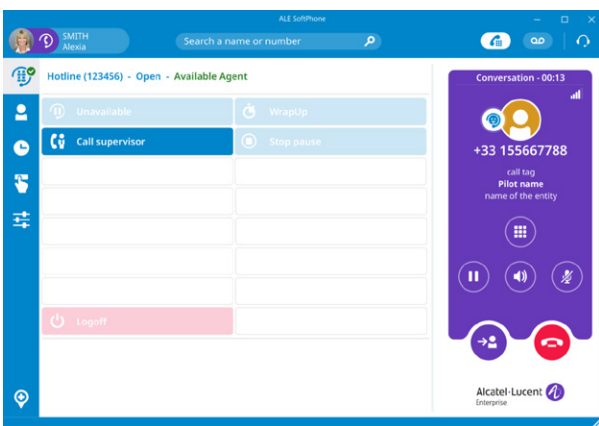 ALE SoftPhone
SMITH
Alexia
Search a name or number
Hotline (123456) - Open - Available Agent
Unavailable
WrapUp
Call supervisor
Stop pause
Logoff
Conversation - 00:13
+33 155667788
call tag
Pilot name
name of the entity
Alcatel·Lucent
Enterprise